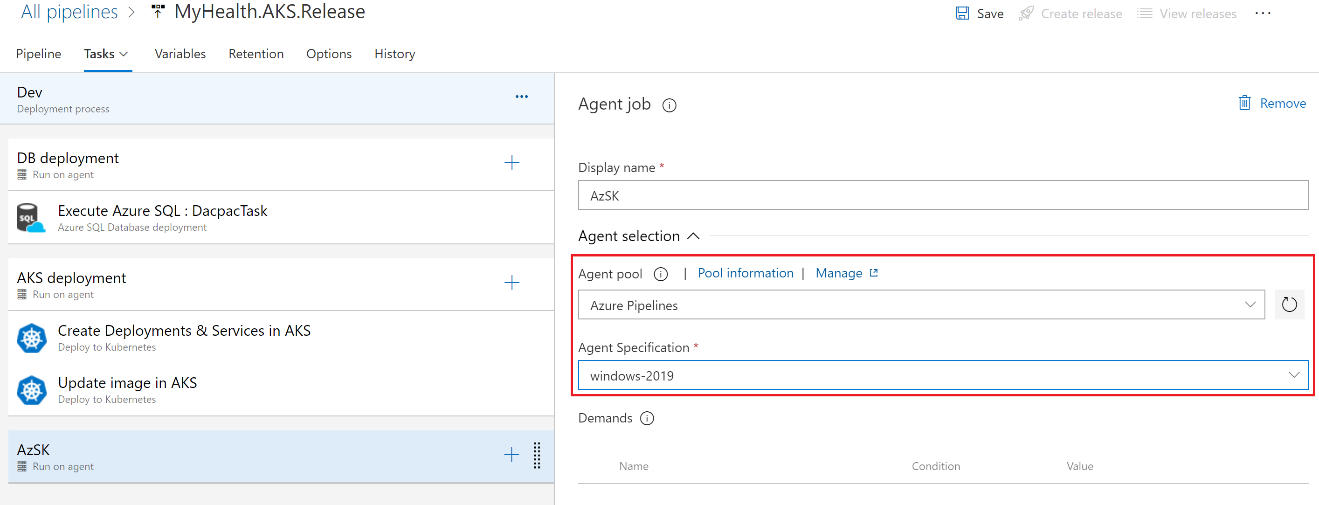 All pipelines > MyHealth.AKS.Release
Save Create release View releases ...
Pipeline Tasks Variables Retention Options History
Dev
Deployment process
DB deployment
Run on agent
Execute Azure SQL : DacpacTask
SQL
Azure SQL Database deployment
AKS deployment
Run on agent
Create Deployments & Services in AKS
Deploy to Kubernetes
Update image in AKS
Deploy to Kubernetes
AzSK
Run on agent
Agent job
Remove
Display name *
AzSK
Agent selection
Agent pool | Pool information | Manage
Azure Pipelines
Agent Specification *
windows-2019
Demands
Name Condition Value